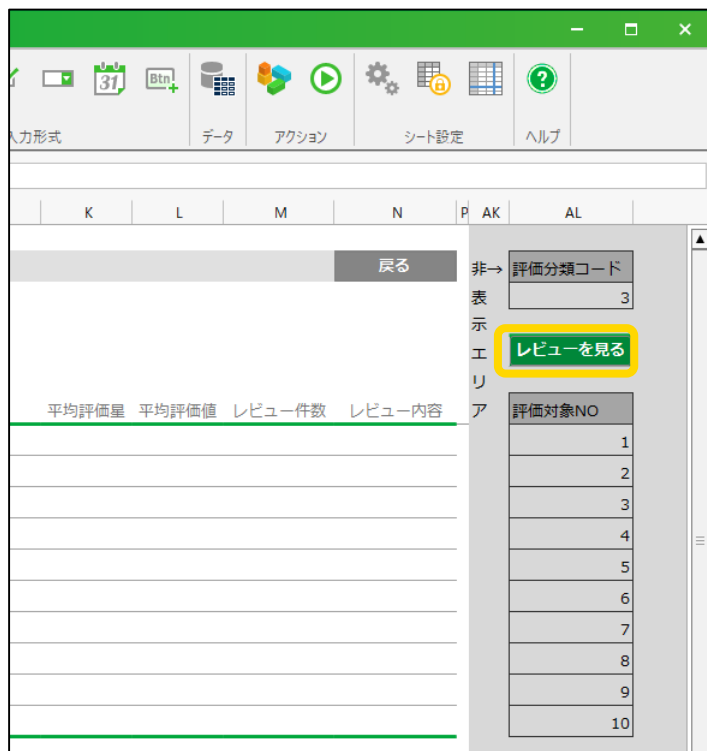 31 Btn ?
入力形式 データ アクション シート設定 ヘルプ
K L M N P AK AL
戻る 非→ 評価分類コード
表 3
示
エ レビューを見る
リ
平均評価星 平均評価値 レビュー件数 レビュー内容 ア 評価対象NO
1
2
3
4
5
6
7
8
9
10